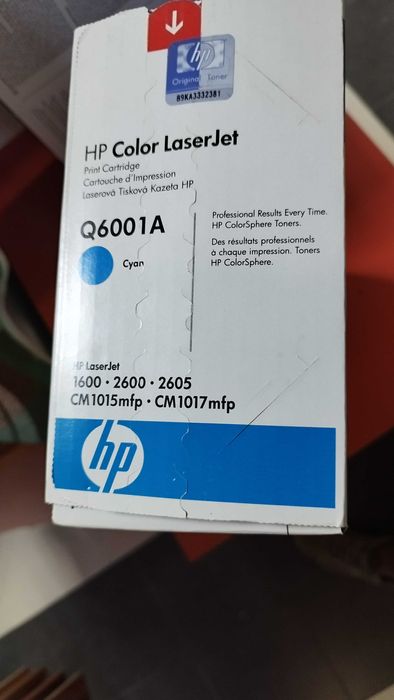 hp
Original Toner
89KA3332381
HP Color LaserJet
Print Cartridge
Cartouche d'Impression
Laserová Tisková Kazeta HP
Q6001A
Cyan
Professional Results Every Time.
HP ColorSphere Toners.
Des résultats professionnels
à chaque impression. Toners
HP ColorSphere.
HP LaserJet
1600 • 2600 • 2605
CM1015mfp • CM1017mfp
hp